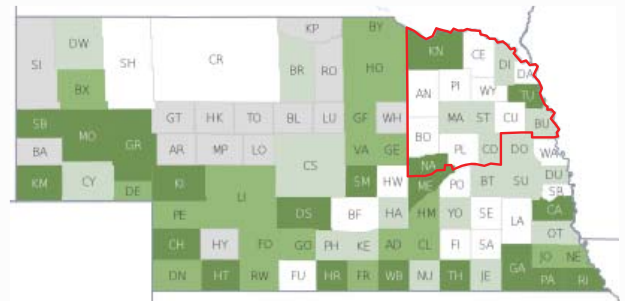 KP BY
DW KN CE
SI SH CR BR RO HO DI DA
BX AN PI WY TU
GT HK TO BL LU GF WH MA ST CU BU
SB MO GR BO
BA AR MP LO VA GE PL CO DO WA
CS NA
KM CY DE KI LI SM HW ME PO BT SU DU
SR
PE DS BF HA HM YO SE LA CA
OT
CH HY FO GO PH KE AD CL FI SA
JO NE
DN HT RW FU HR FR WB NU TH JE GA PA RI